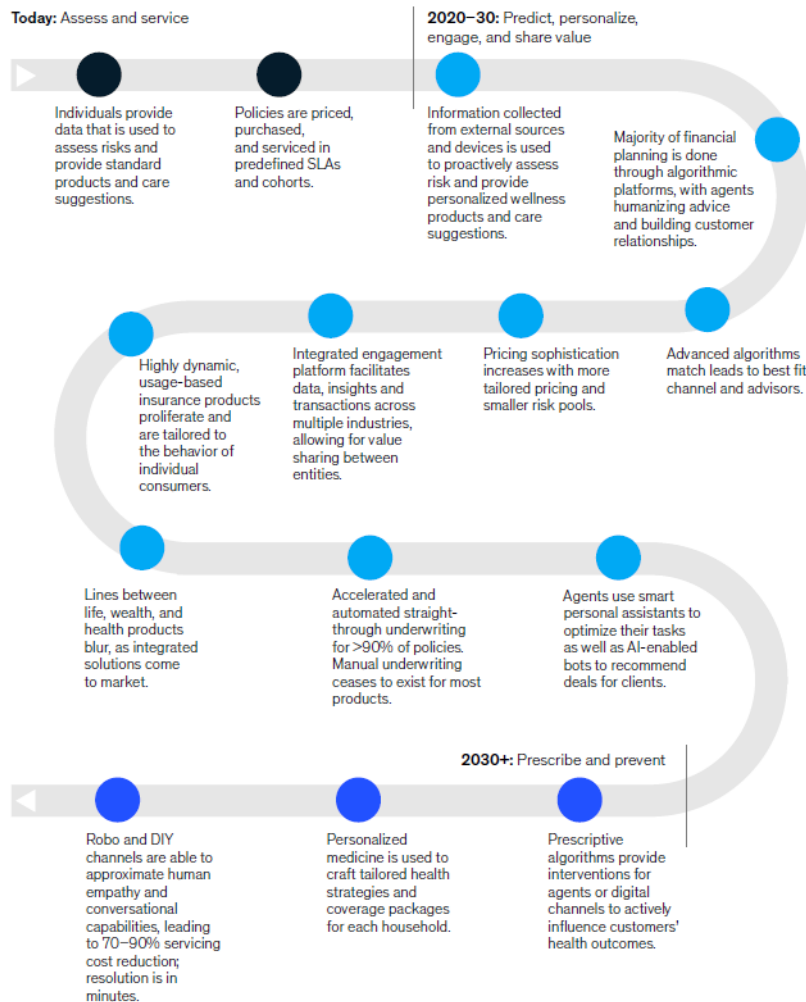 Today: Assess and service
2020–30: Predict, personalize,
engage, and share value
Individuals provide
data that is used to
assess risks and
provide standard
products and care
suggestions.
Policies are priced,
purchased,
and serviced in
predefined SLAs
and cohorts.
Information collected
from external sources
and devices is used
to proactively assess
risk and provide
personalized wellness
products and care
suggestions.
Majority of financial
planning is done
through algorithmic
platforms, with agents
humanizing advice
and building customer
relationships.
Advanced algorithms
match leads to best fit
channel and advisors.
Pricing sophistication
increases with more
tailored pricing and
smaller risk pools.
Integrated engagement
platform facilitates
data, insights and
transactions across
multiple industries,
allowing for value
sharing between
entities.
Highly dynamic,
usage-based
insurance products
proliferate and
are tailored to
the behavior of
individual
consumers.
Lines between
life, wealth, and
health products
blur, as integrated
solutions come
to market.
Accelerated and
automated straight-
through underwriting
for >90% of policies.
Manual underwriting
ceases to exist for most
products.
Agents use smart
personal assistants to
optimize their tasks
as well as AI-enabled
bots to recommend
deals for clients.
2030+: Prescribe and prevent
Prescriptive
algorithms provide
interventions for
agents or digital
channels to actively
influence customers'
health outcomes.
Personalized
medicine is used to
craft tailored health
strategies and
coverage packages
for each household.
Robo and DIY
channels are able to
approximate human
empathy and
conversational
capabilities, leading
to 70–90% servicing
cost reduction;
resolution is in
minutes.